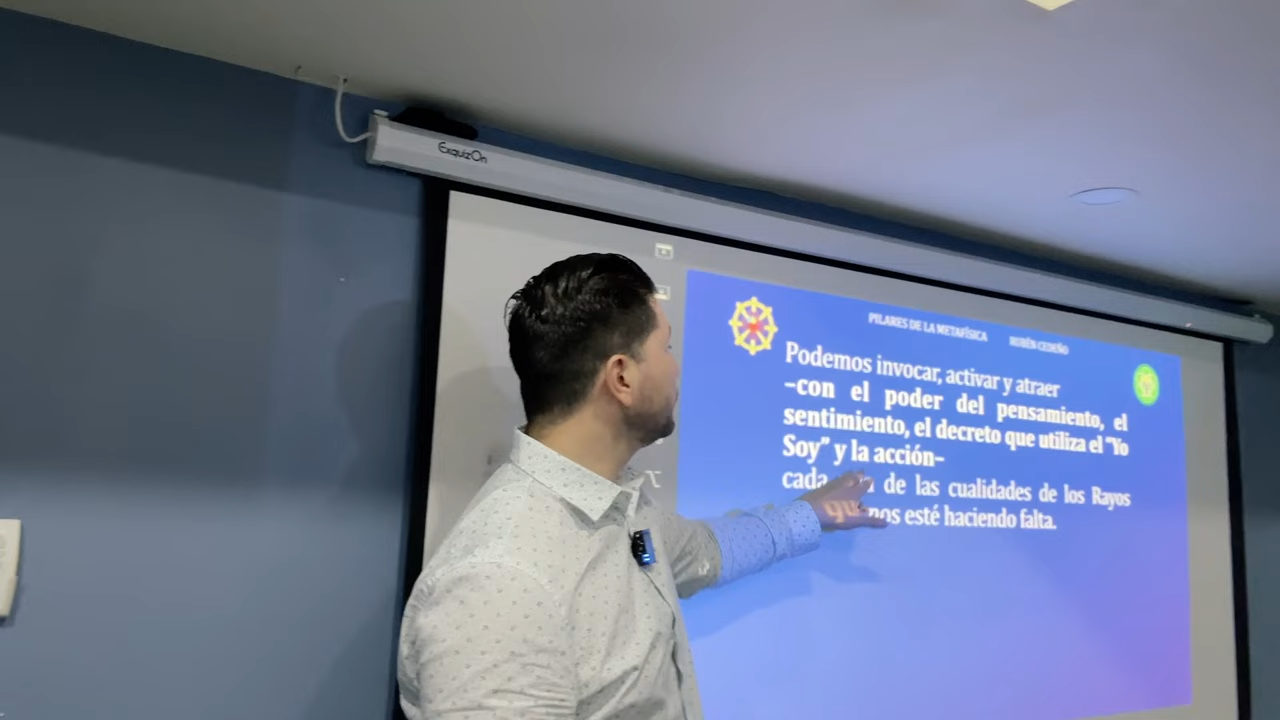 ExquizOn
PILARES DE LA METAFÍSICA RUBÉN CEDEÑO
Podemos invocar, activar y atraer
–con el poder del pensamiento, el
sentimiento, el decreto que utiliza el "Yo
Soy" y la acción–
cada de las cualidades de los Rayos
nos esté haciendo falta.